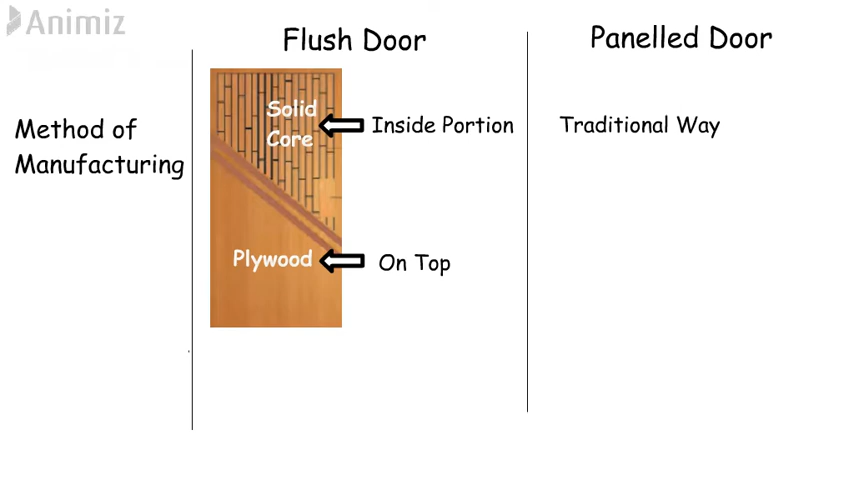 Animiz
Flush Door
Panelled Door
Method of
Manufacturing
Solid
Core
Inside Portion
Traditional Way
Plywood
On Top